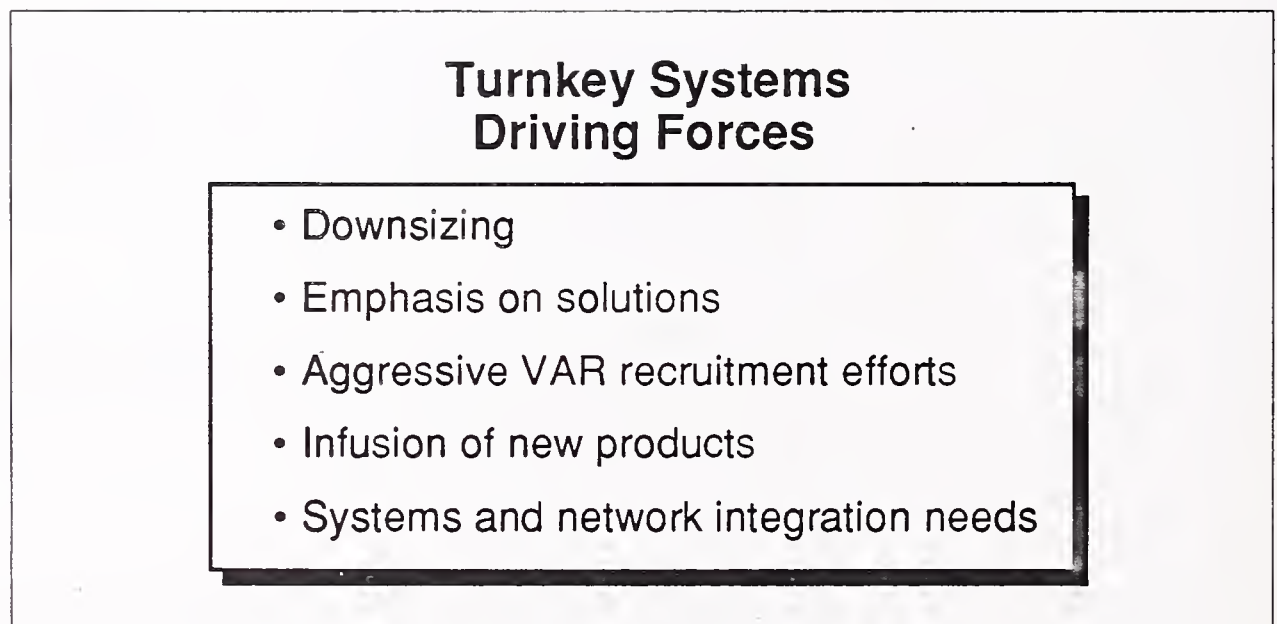 Turnkey Systems
Driving Forces
• Downsizing
• Emphasis on solutions
• Aggressive VAR recruitment efforts
• Infusion of new products
• Systems and network integration needs